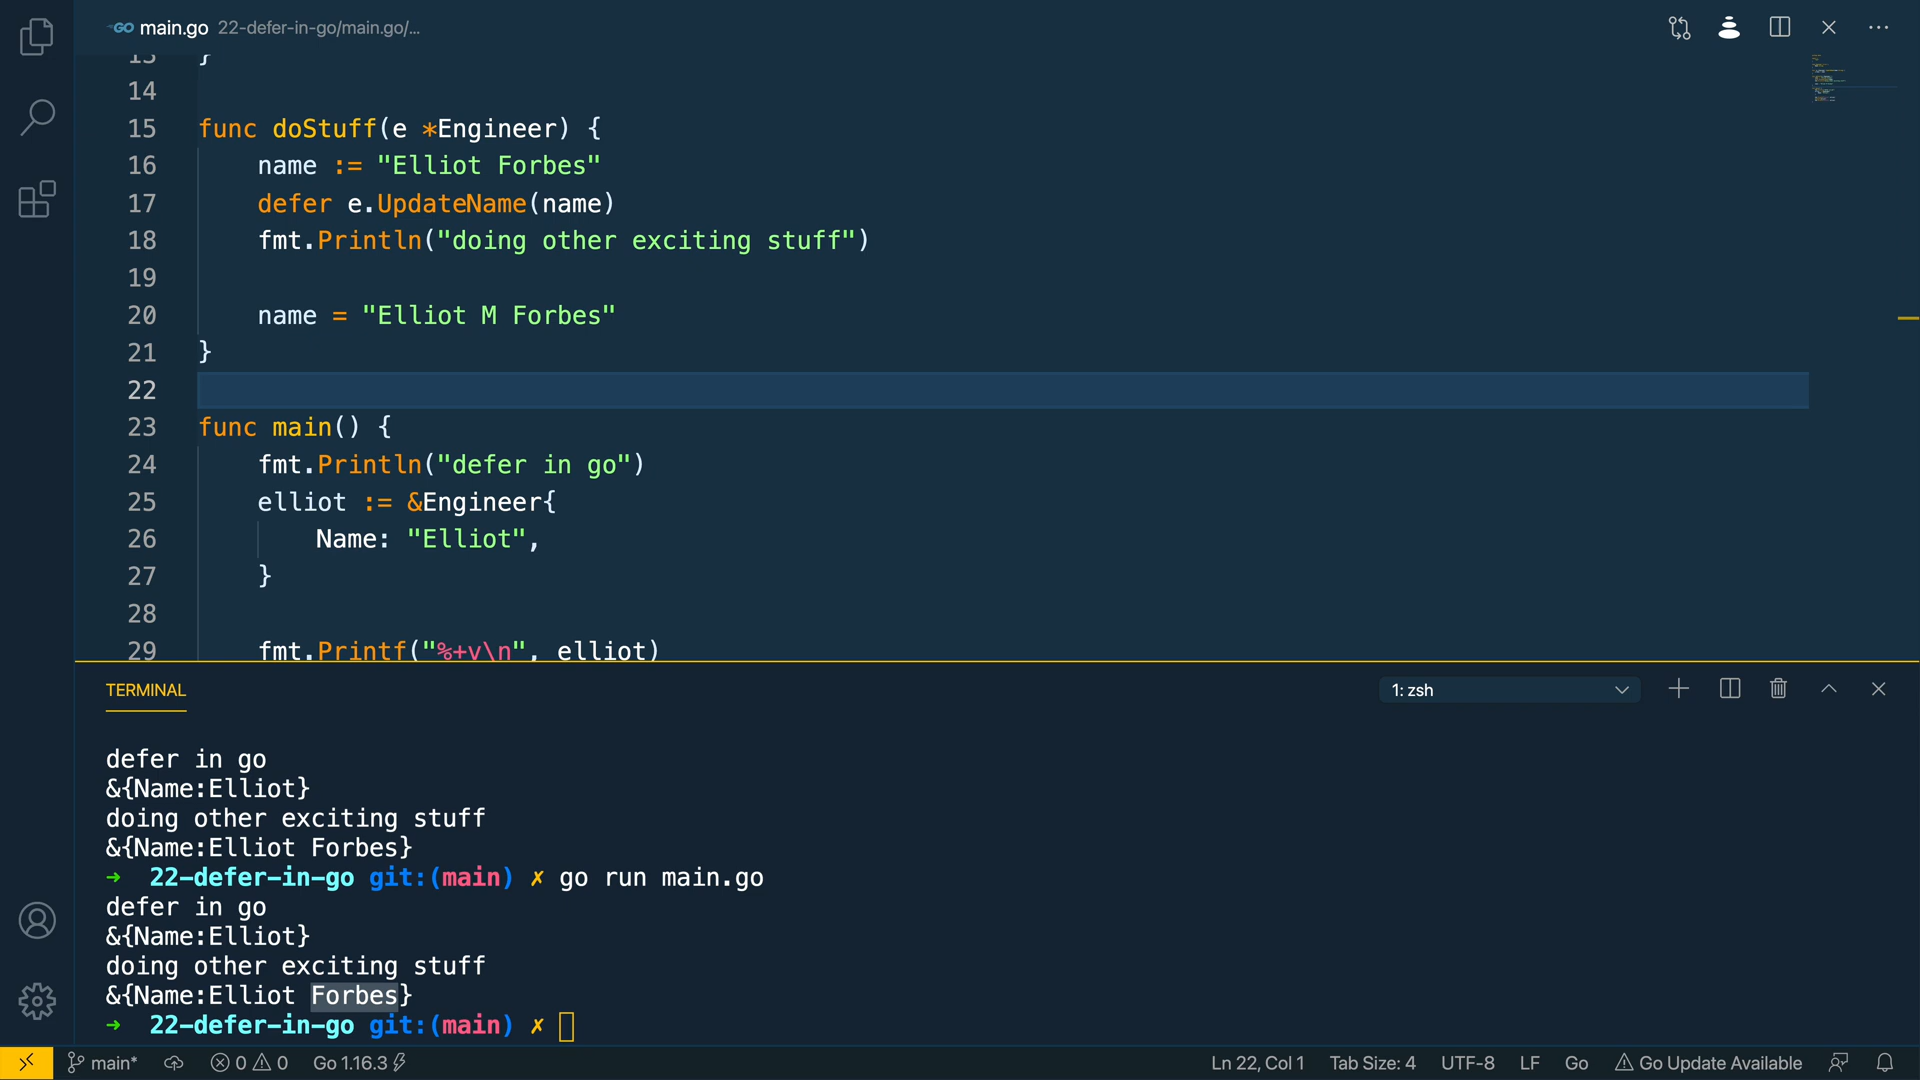 GO main.go 22-defer-in-go/main.go/...
13 }
14
15 func doStuff(e *Engineer) {
16 name := "Elliot Forbes"
17 defer e.UpdateName(name)
18 fmt.Println("doing other exciting stuff")
19
20 name = "Elliot M Forbes"
21 }
22
23 func main() {
24 fmt.Println("defer in go")
25 elliot := &Engineer{
26 Name: "Elliot",
27 }
28
29 fmt.Printf("%+v\n", elliot)
TERMINAL 1: zsh
defer in go
&{Name:Elliot}
doing other exciting stuff
&{Name:Elliot Forbes}
➜ 22-defer-in-go git:(main) ✗ go run main.go
defer in go
&{Name:Elliot}
doing other exciting stuff
&{Name:Elliot Forbes}
➜ 22-defer-in-go git:(main) ✗
main* 0 0 Go 1.16.3 Ln 22, Col 1 Tab Size: 4 UTF-8 LF Go Go Update Available